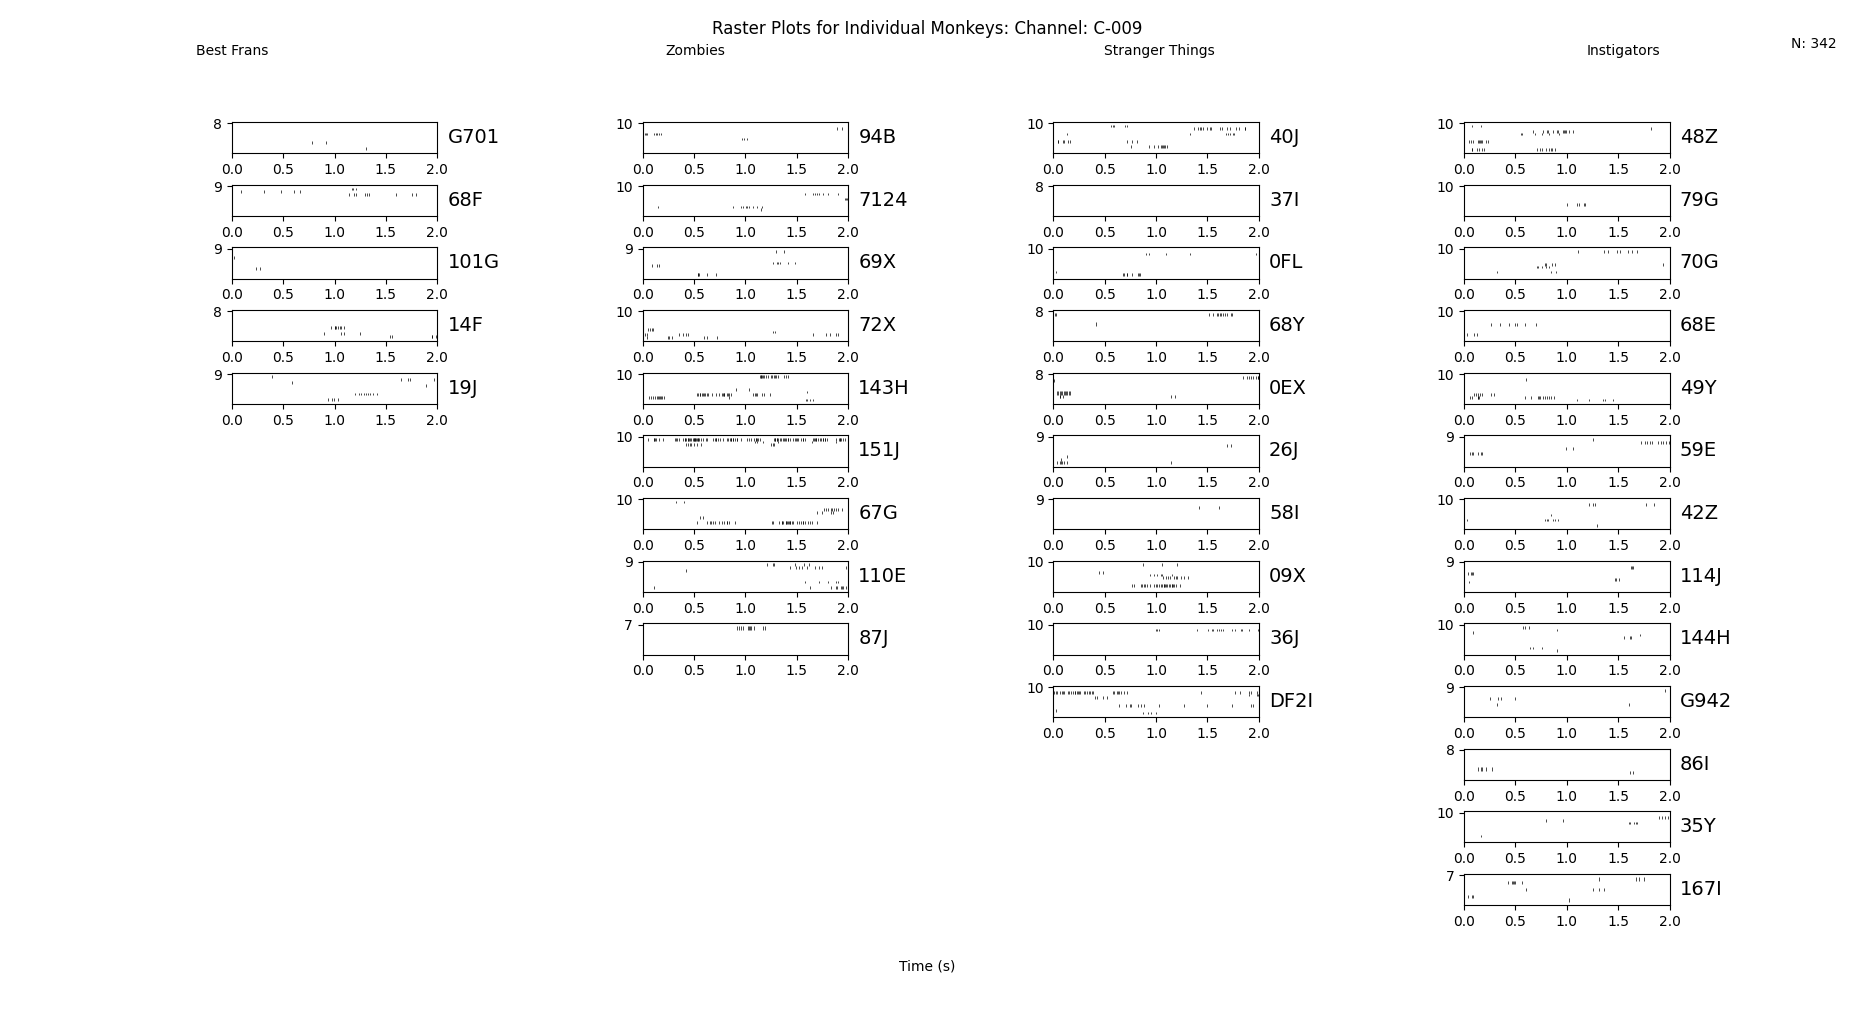 Raster Plots for Individual Monkeys: Channel: C-009
Best Frans Zombies Stranger Things Instigators N: 342
8 G701 10 94B 10 40J 10 48Z
0.0 0.5 1.0 1.5 2.0 0.0 0.5 1.0 1.5 2.0 0.0 0.5 1.0 1.5 2.0 0.0 0.5 1.0 1.5 2.0
9 68F 10 7124 8 37I 10 79G
0.0 0.5 1.0 1.5 2.0 0.0 0.5 1.0 1.5 2.0 0.0 0.5 1.0 1.5 2.0 0.0 0.5 1.0 1.5 2.0
9 101G 9 69X 10 0FL 10 70G
0.0 0.5 1.0 1.5 2.0 0.0 0.5 1.0 1.5 2.0 0.0 0.5 1.0 1.5 2.0 0.0 0.5 1.0 1.5 2.0
8 14F 10 72X 8 68Y 10 68E
0.0 0.5 1.0 1.5 2.0 0.0 0.5 1.0 1.5 2.0 0.0 0.5 1.0 1.5 2.0 0.0 0.5 1.0 1.5 2.0
9 19J 10 143H 8 0EX 10 49Y
0.0 0.5 1.0 1.5 2.0 0.0 0.5 1.0 1.5 2.0 0.0 0.5 1.0 1.5 2.0 0.0 0.5 1.0 1.5 2.0
10 151J 9 26J 9 59E
0.0 0.5 1.0 1.5 2.0 0.0 0.5 1.0 1.5 2.0 0.0 0.5 1.0 1.5 2.0
10 67G 9 58I 10 42Z
0.0 0.5 1.0 1.5 2.0 0.0 0.5 1.0 1.5 2.0 0.0 0.5 1.0 1.5 2.0
9 110E 10 09X 9 114J
0.0 0.5 1.0 1.5 2.0 0.0 0.5 1.0 1.5 2.0 0.0 0.5 1.0 1.5 2.0
7 87J 10 36J 10 144H
0.0 0.5 1.0 1.5 2.0 0.0 0.5 1.0 1.5 2.0 0.0 0.5 1.0 1.5 2.0
10 DF2I 9 G942
0.0 0.5 1.0 1.5 2.0 0.0 0.5 1.0 1.5 2.0
8 86I
0.0 0.5 1.0 1.5 2.0
10 35Y
0.0 0.5 1.0 1.5 2.0
7 167I
0.0 0.5 1.0 1.5 2.0
Time (s)